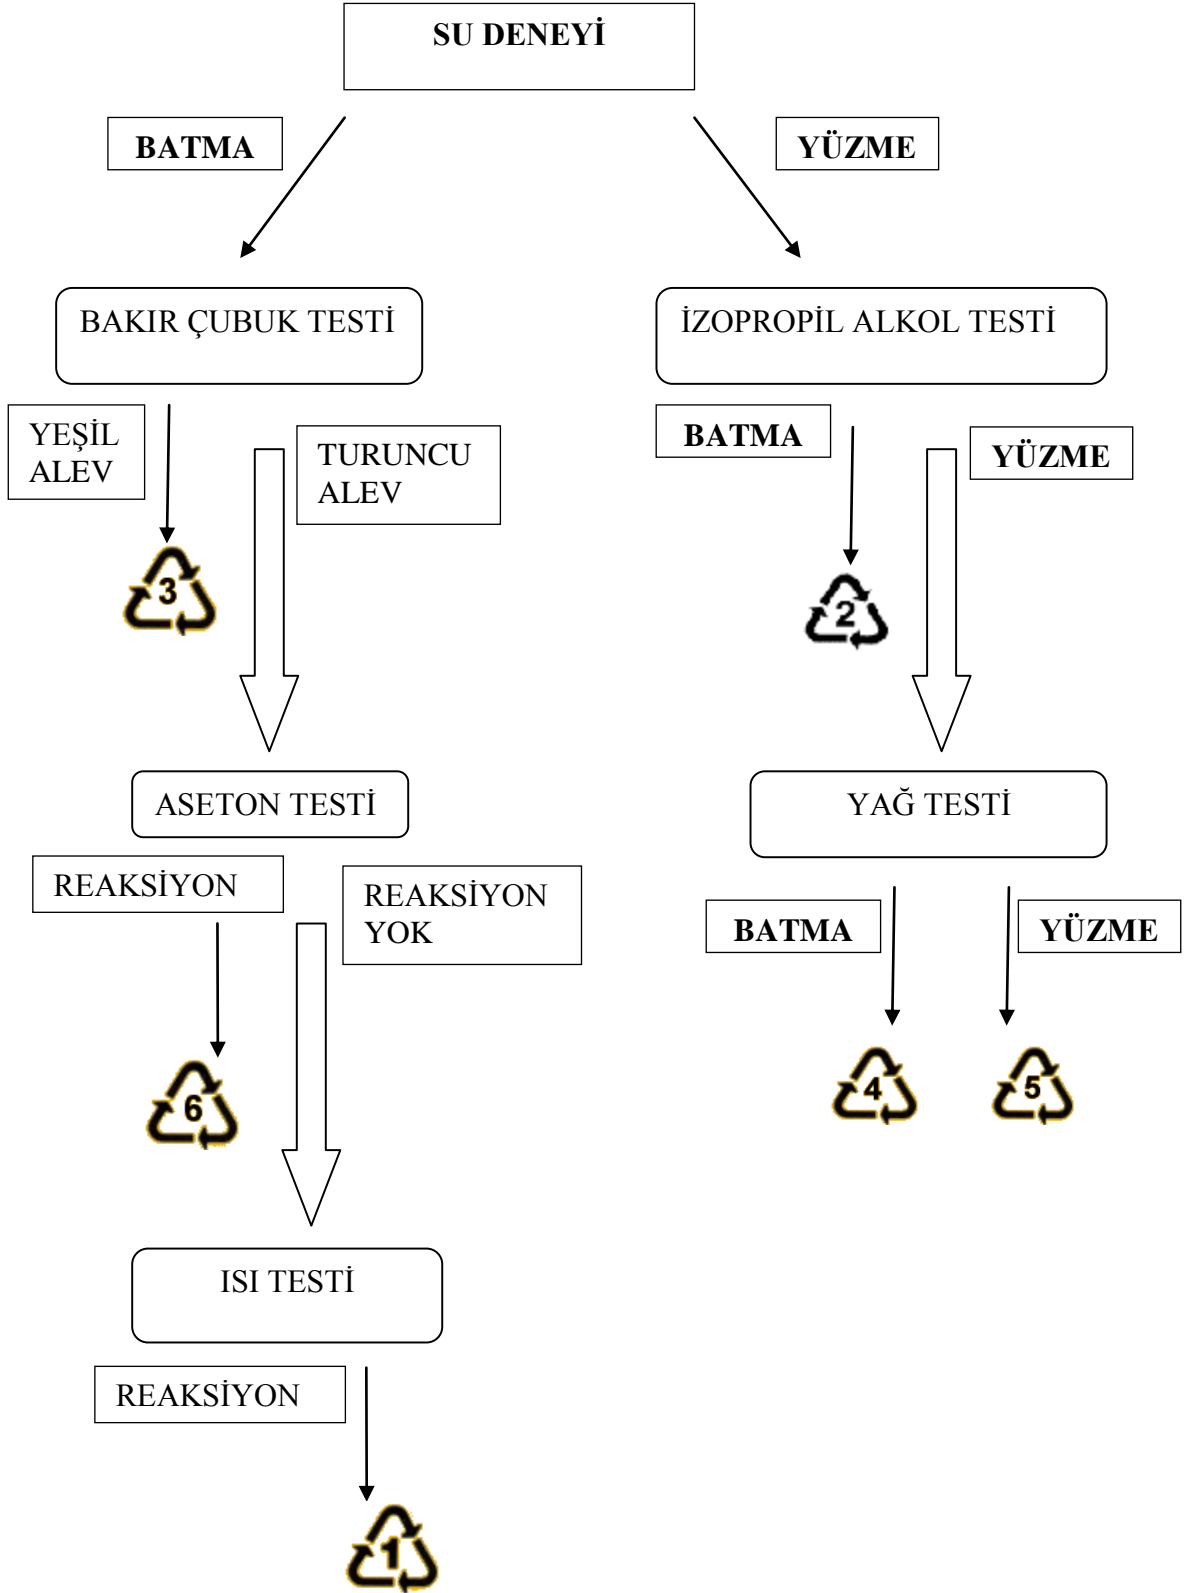 SU DENEYİ
BATMA
YÜZME
BAKIR ÇUBUK TESTİ
İZOPROPİL ALKOL TESTİ
YEŞİL
ALEV
TURUNCU
ALEV
BATMA
YÜZME
3
2
ASETON TESTİ
YAĞ TESTİ
REAKSİYON
REAKSİYON
YOK
BATMA
YÜZME
6
4
5
ISI TESTİ
REAKSİYON
1